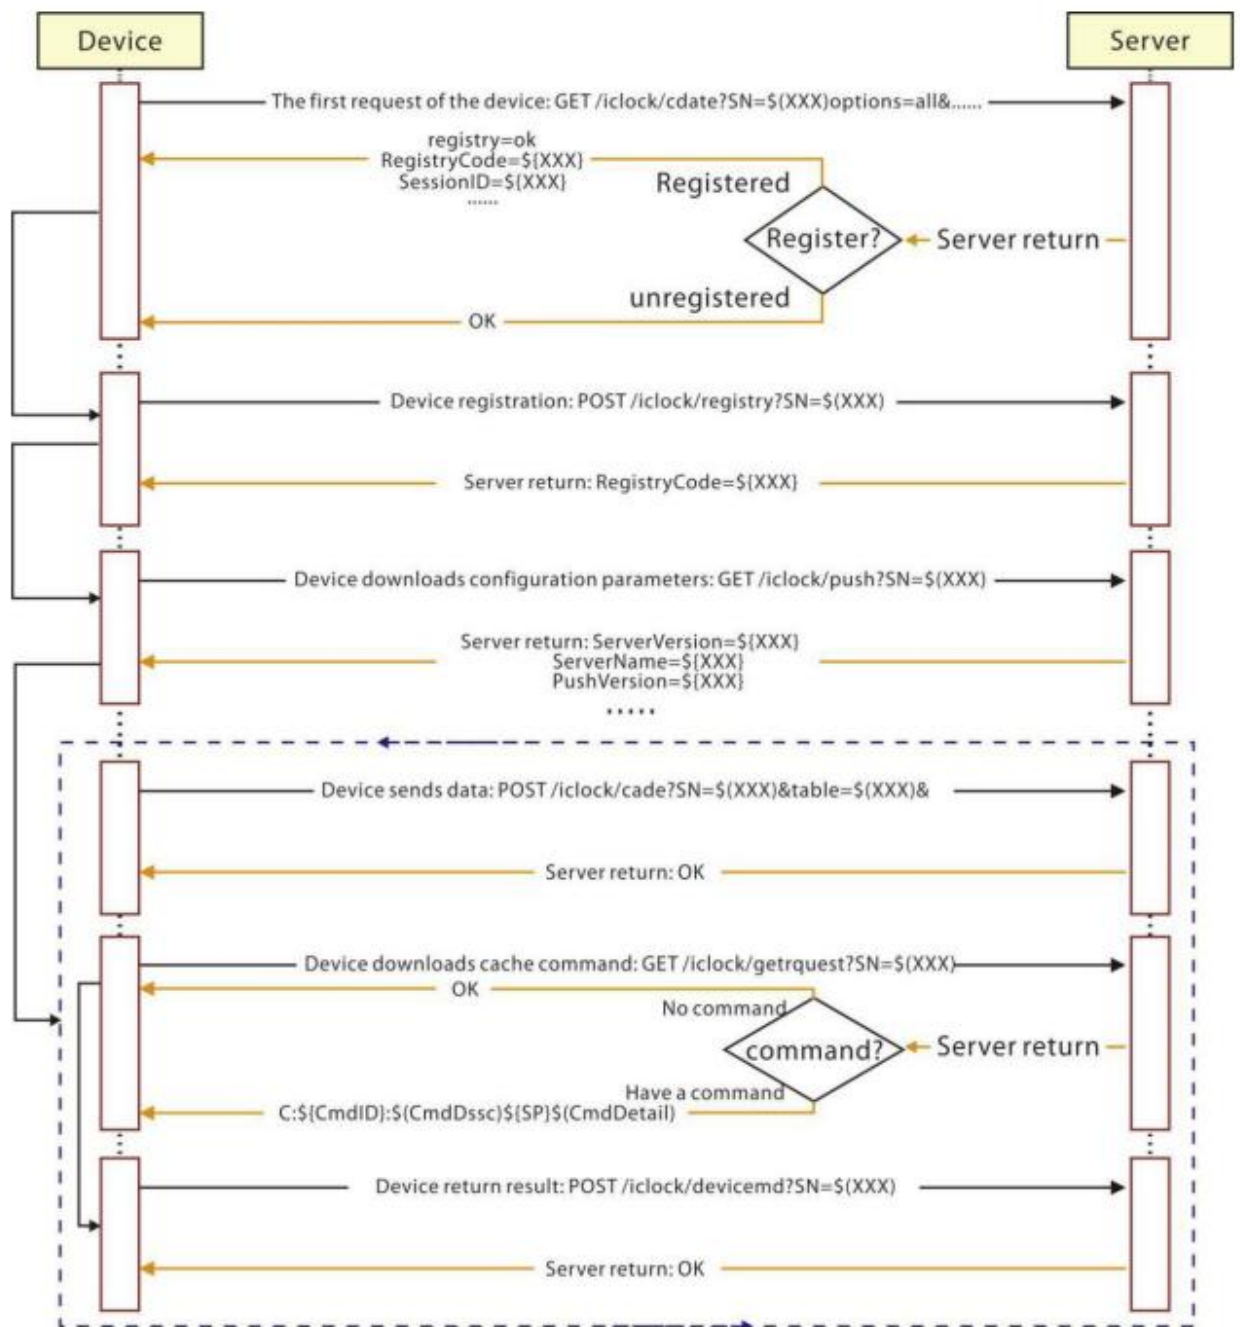 Device
Server
The first request of the device: GET /iclock/cdate?SN=$(XXX)options=all&......
registry=ok
RegistryCode=${XXX}
SessionID=${XXX}
......
Registered
Register?
Server return
unregistered
OK
Device registration: POST /iclock/registry?SN=$(XXX)
Server return: RegistryCode=${XXX}
Device downloads configuration parameters: GET /iclock/push?SN=$(XXX)
Server return: ServerVersion=${XXX}
ServerName=${XXX}
PushVersion=${XXX}
.....
Device sends data: POST /iclock/cade?SN=$(XXX)&table=$(XXX)&
Server return: OK
Device downloads cache command: GET /iclock/getrquest?SN=$(XXX)
OK
No command
command?
Server return
Have a command
C:${CmdID}:$(CmdDssc)${SP}$(CmdDetail)
Device return result: POST /iclock/devicemd?SN=$(XXX)
Server return: OK